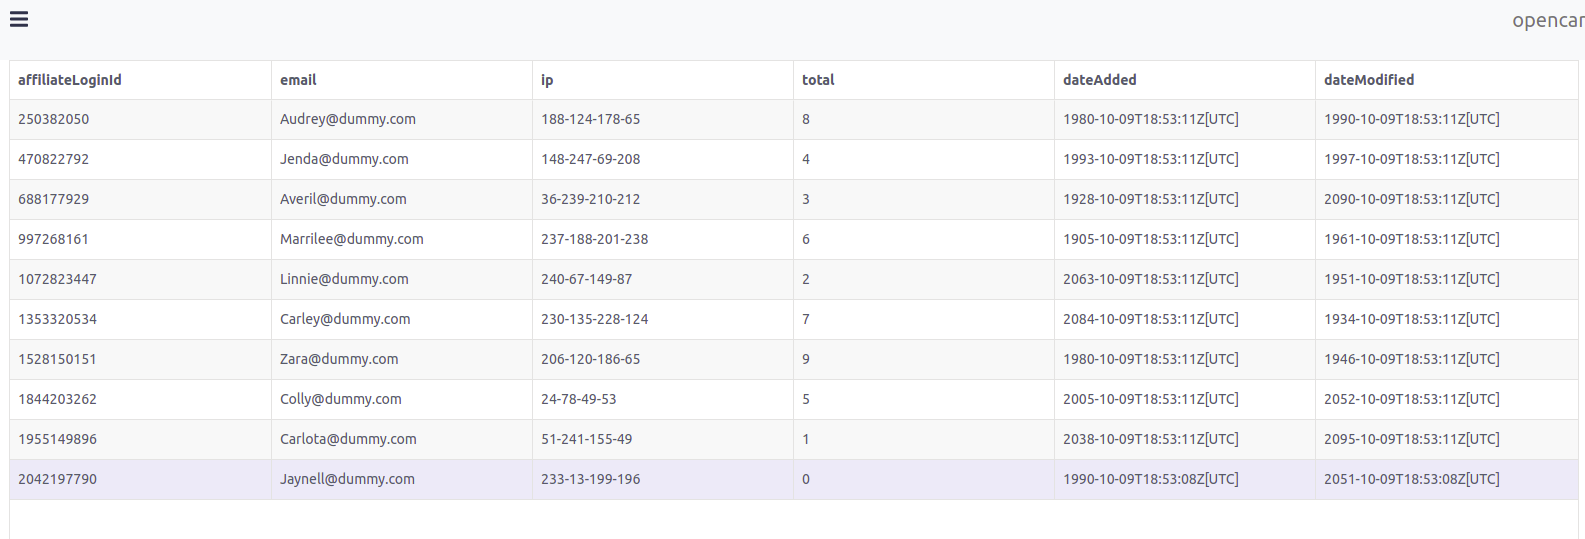 opencar
affiliateLoginId email ip total dateAdded dateModified
250382050 Audrey@dummy.com 188-124-178-65 8 1980-10-09T18:53:11Z[UTC] 1990-10-09T18:53:11Z[UTC]
470822792 Jenda@dummy.com 148-247-69-208 4 1993-10-09T18:53:11Z[UTC] 1997-10-09T18:53:11Z[UTC]
688177929 Averil@dummy.com 36-239-210-212 3 1928-10-09T18:53:11Z[UTC] 2090-10-09T18:53:11Z[UTC]
997268161 Marrilee@dummy.com 237-188-201-238 6 1905-10-09T18:53:11Z[UTC] 1961-10-09T18:53:11Z[UTC]
1072823447 Linnie@dummy.com 240-67-149-87 2 2063-10-09T18:53:11Z[UTC] 1951-10-09T18:53:11Z[UTC]
1353320534 Carley@dummy.com 230-135-228-124 7 2084-10-09T18:53:11Z[UTC] 1934-10-09T18:53:11Z[UTC]
1528150151 Zara@dummy.com 206-120-186-65 9 1980-10-09T18:53:11Z[UTC] 1946-10-09T18:53:11Z[UTC]
1844203262 Colly@dummy.com 24-78-49-53 5 2005-10-09T18:53:11Z[UTC] 2052-10-09T18:53:11Z[UTC]
1955149896 Carlota@dummy.com 51-241-155-49 1 2038-10-09T18:53:11Z[UTC] 2095-10-09T18:53:11Z[UTC]
2042197790 Jaynell@dummy.com 233-13-199-196 0 1990-10-09T18:53:08Z[UTC] 2051-10-09T18:53:08Z[UTC]